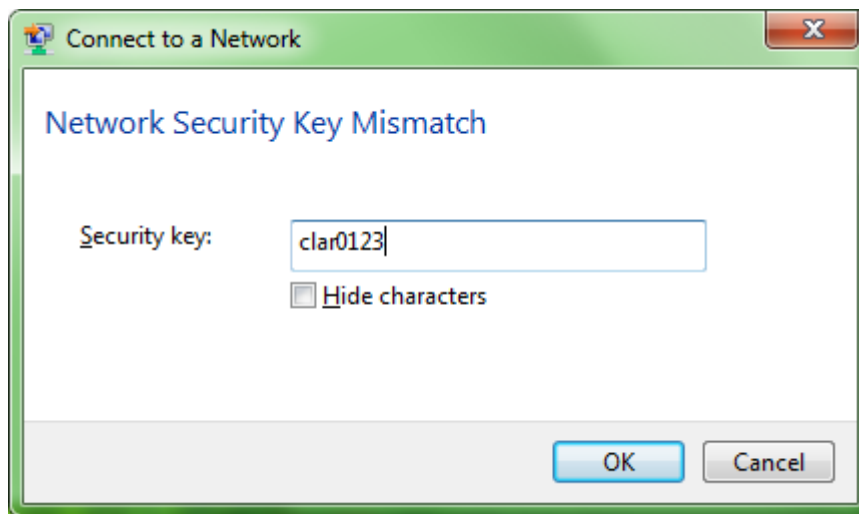 Connect to a Network
Network Security Key Mismatch
Security key: clar0123
Hide characters
OK Cancel